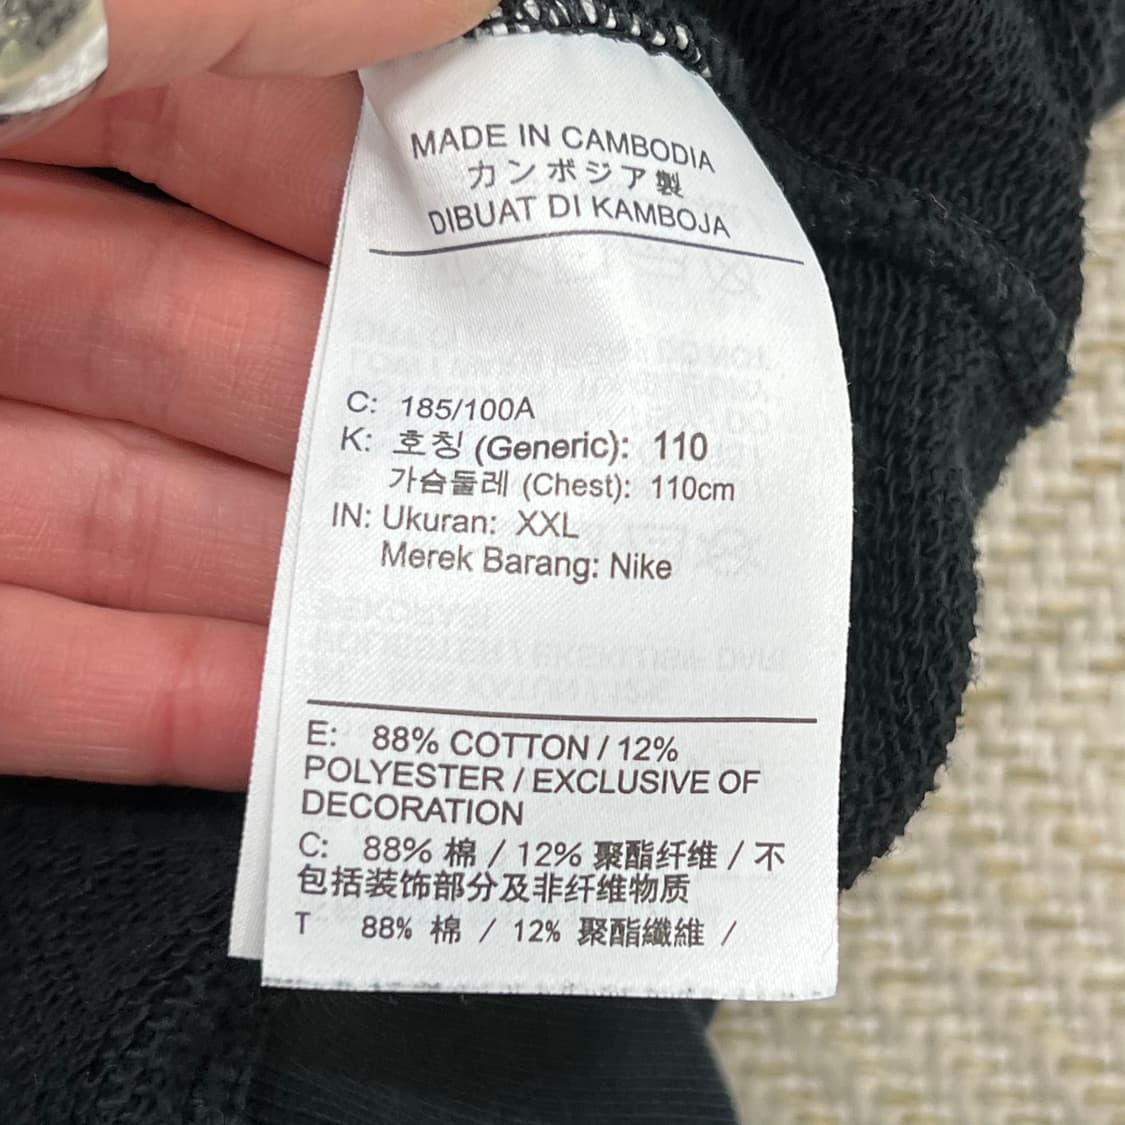 MADE IN CAMBODIA
カンボジア製
DIBUAT DI KAMBOJA
C: 185/100A
K: 호칭 (Generic): 110
가슴둘레 (Chest): 110cm
IN: Ukuran: XXL
Merek Barang: Nike
E: 88% COTTON / 12%
POLYESTER / EXCLUSIVE OF
DECORATION
C: 88% 棉 / 12% 聚酯纤维 / 不
包括装饰部分及非纤维物质
T 88% 棉 / 12% 聚酯纖維 /